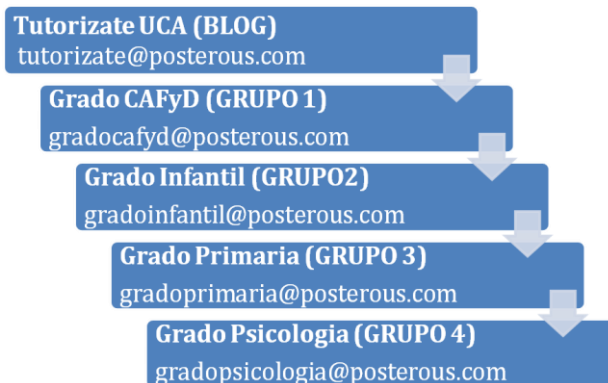 Tutorizate UCA (BLOG)
tutorizate@posterous.com
Grado CAFyD (GRUPO 1)
gradocafyd@posterous.com
Grado Infantil (GRUPO2)
gradoinfantil@posterous.com
Grado Primaria (GRUPO 3)
gradoprimaria@posterous.com
Grado Psicologia (GRUPO 4)
gradopsicologia@posterous.com